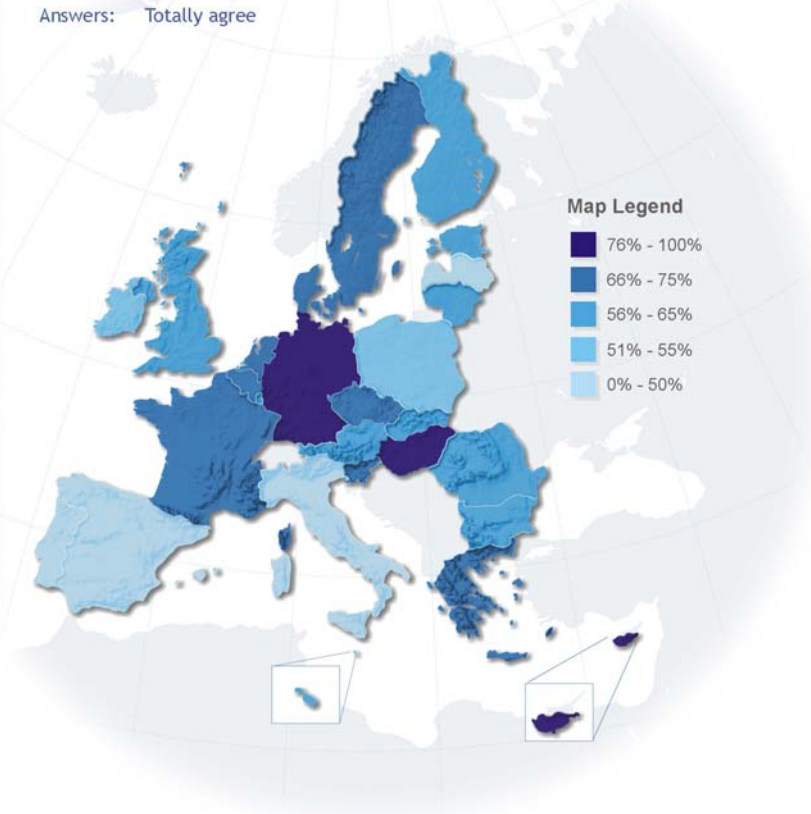 Answers: Totally agree
Map Legend
76% - 100%
66% - 75%
56% - 65%
51% - 55%
0% - 50%